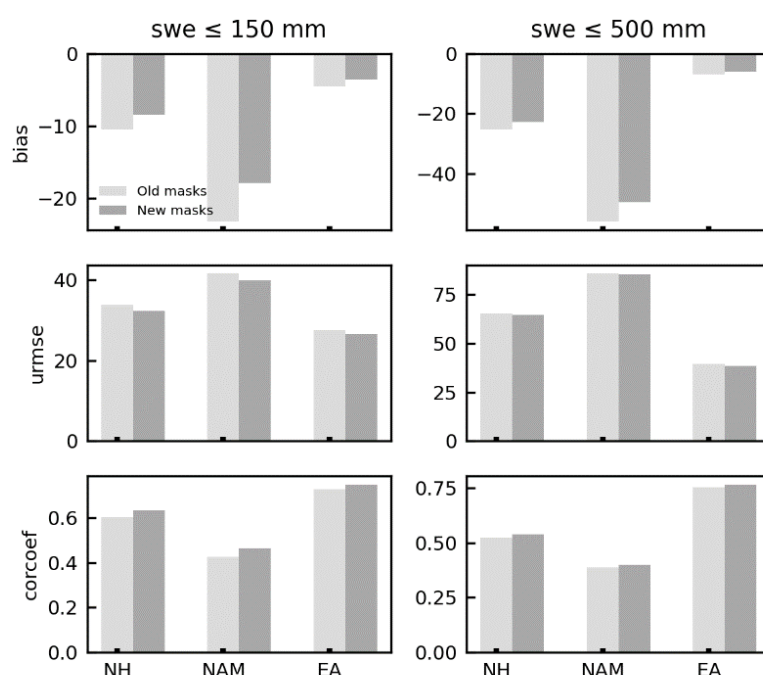 swe ≤ 150 mm
swe ≤ 500 mm
bias
0
−10
−20
Old masks
New masks
0
−20
−40
urmse
40
20
0
75
50
25
0
corcoef
0.6
0.4
0.2
0.0
NH
NAM
EA
0.75
0.50
0.25
0.00
NH
NAM
EA